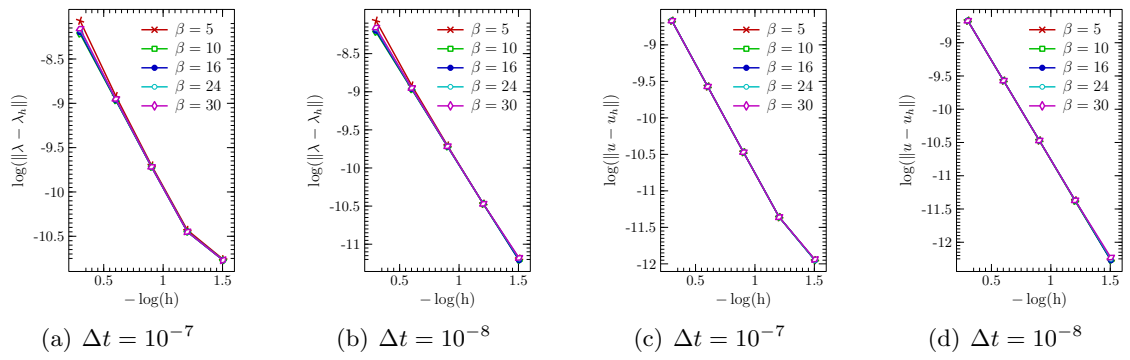 log(||λ − λ_h||)
-8.5
-9
-9.5
-10
-10.5
0.5
1
1.5
− log(h)
β = 5
β = 10
β = 16
β = 24
β = 30
(a) Δt = 10^−7
log(||λ − λ_h||)
-8.5
-9
-9.5
-10
-10.5
-11
0.5
1
1.5
− log(h)
β = 5
β = 10
β = 16
β = 24
β = 30
(b) Δt = 10^−8
log(||u − u_h||)
-9
-9.5
-10
-10.5
-11
-11.5
-12
0.5
1
1.5
− log(h)
β = 5
β = 10
β = 16
β = 24
β = 30
(c) Δt = 10^−7
log(||u − u_h||)
-9
-9.5
-10
-10.5
-11
-11.5
-12
0.5
1
1.5
− log(h)
β = 5
β = 10
β = 16
β = 24
β = 30
(d) Δt = 10^−8